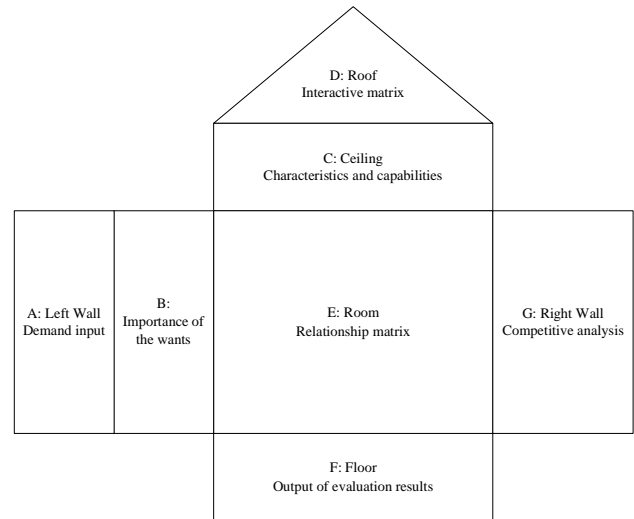 D: Roof
Interactive matrix
C: Ceiling
Characteristics and capabilities
A: Left Wall
Demand input
B:
Importance of
the wants
E: Room
Relationship matrix
G: Right Wall
Competitive analysis
F: Floor
Output of evaluation results